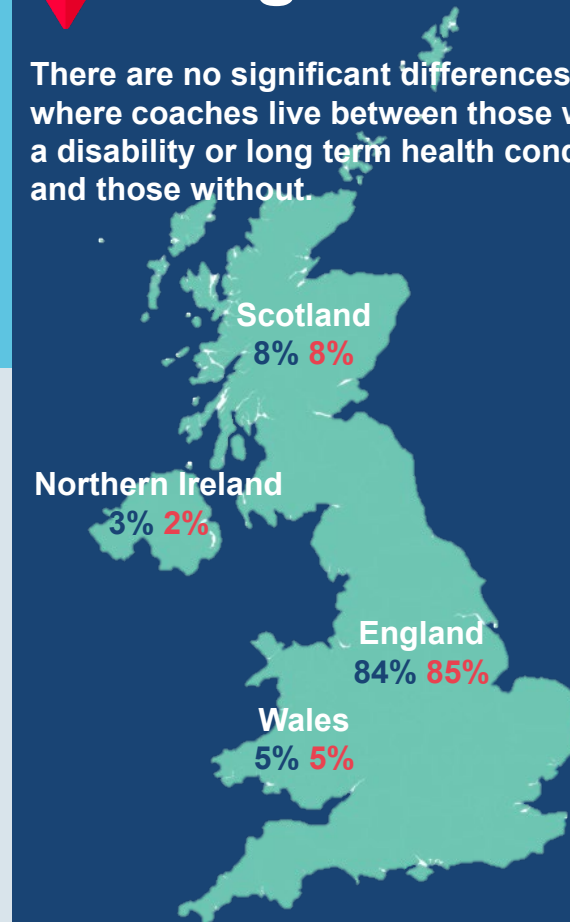 There are no significant differences
where coaches live between those
a disability or long term health
and those without.
Scotland
8% 8%
Northern Ireland
3% 2%
England
84% 85%
Wales
5% 5%